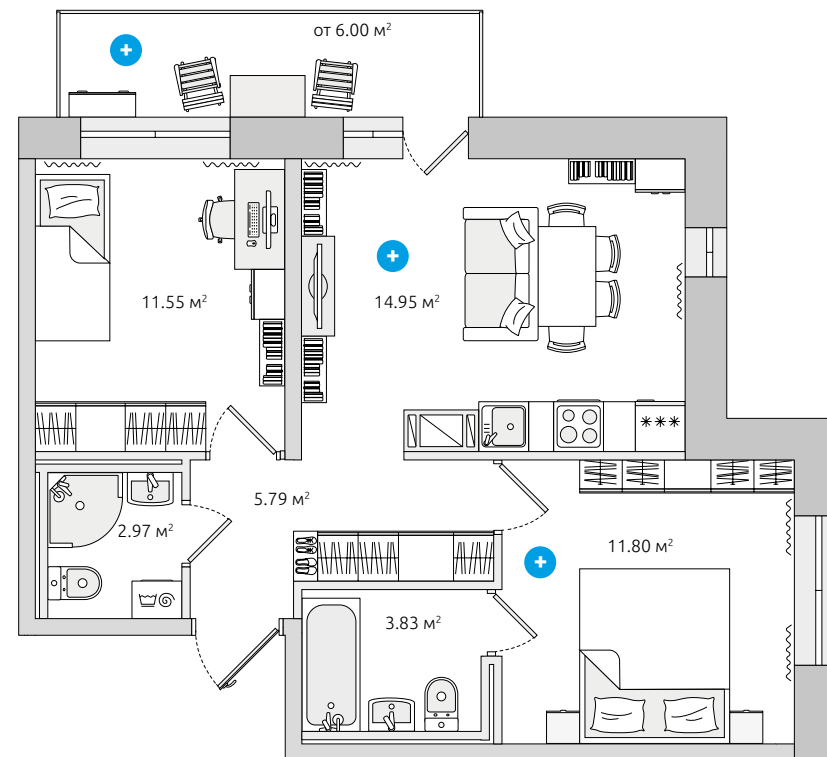 от 6.00 м²
11.55 м²
14.95 м²
5.79 м²
2.97 м²
11.80 м²
3.83 м²